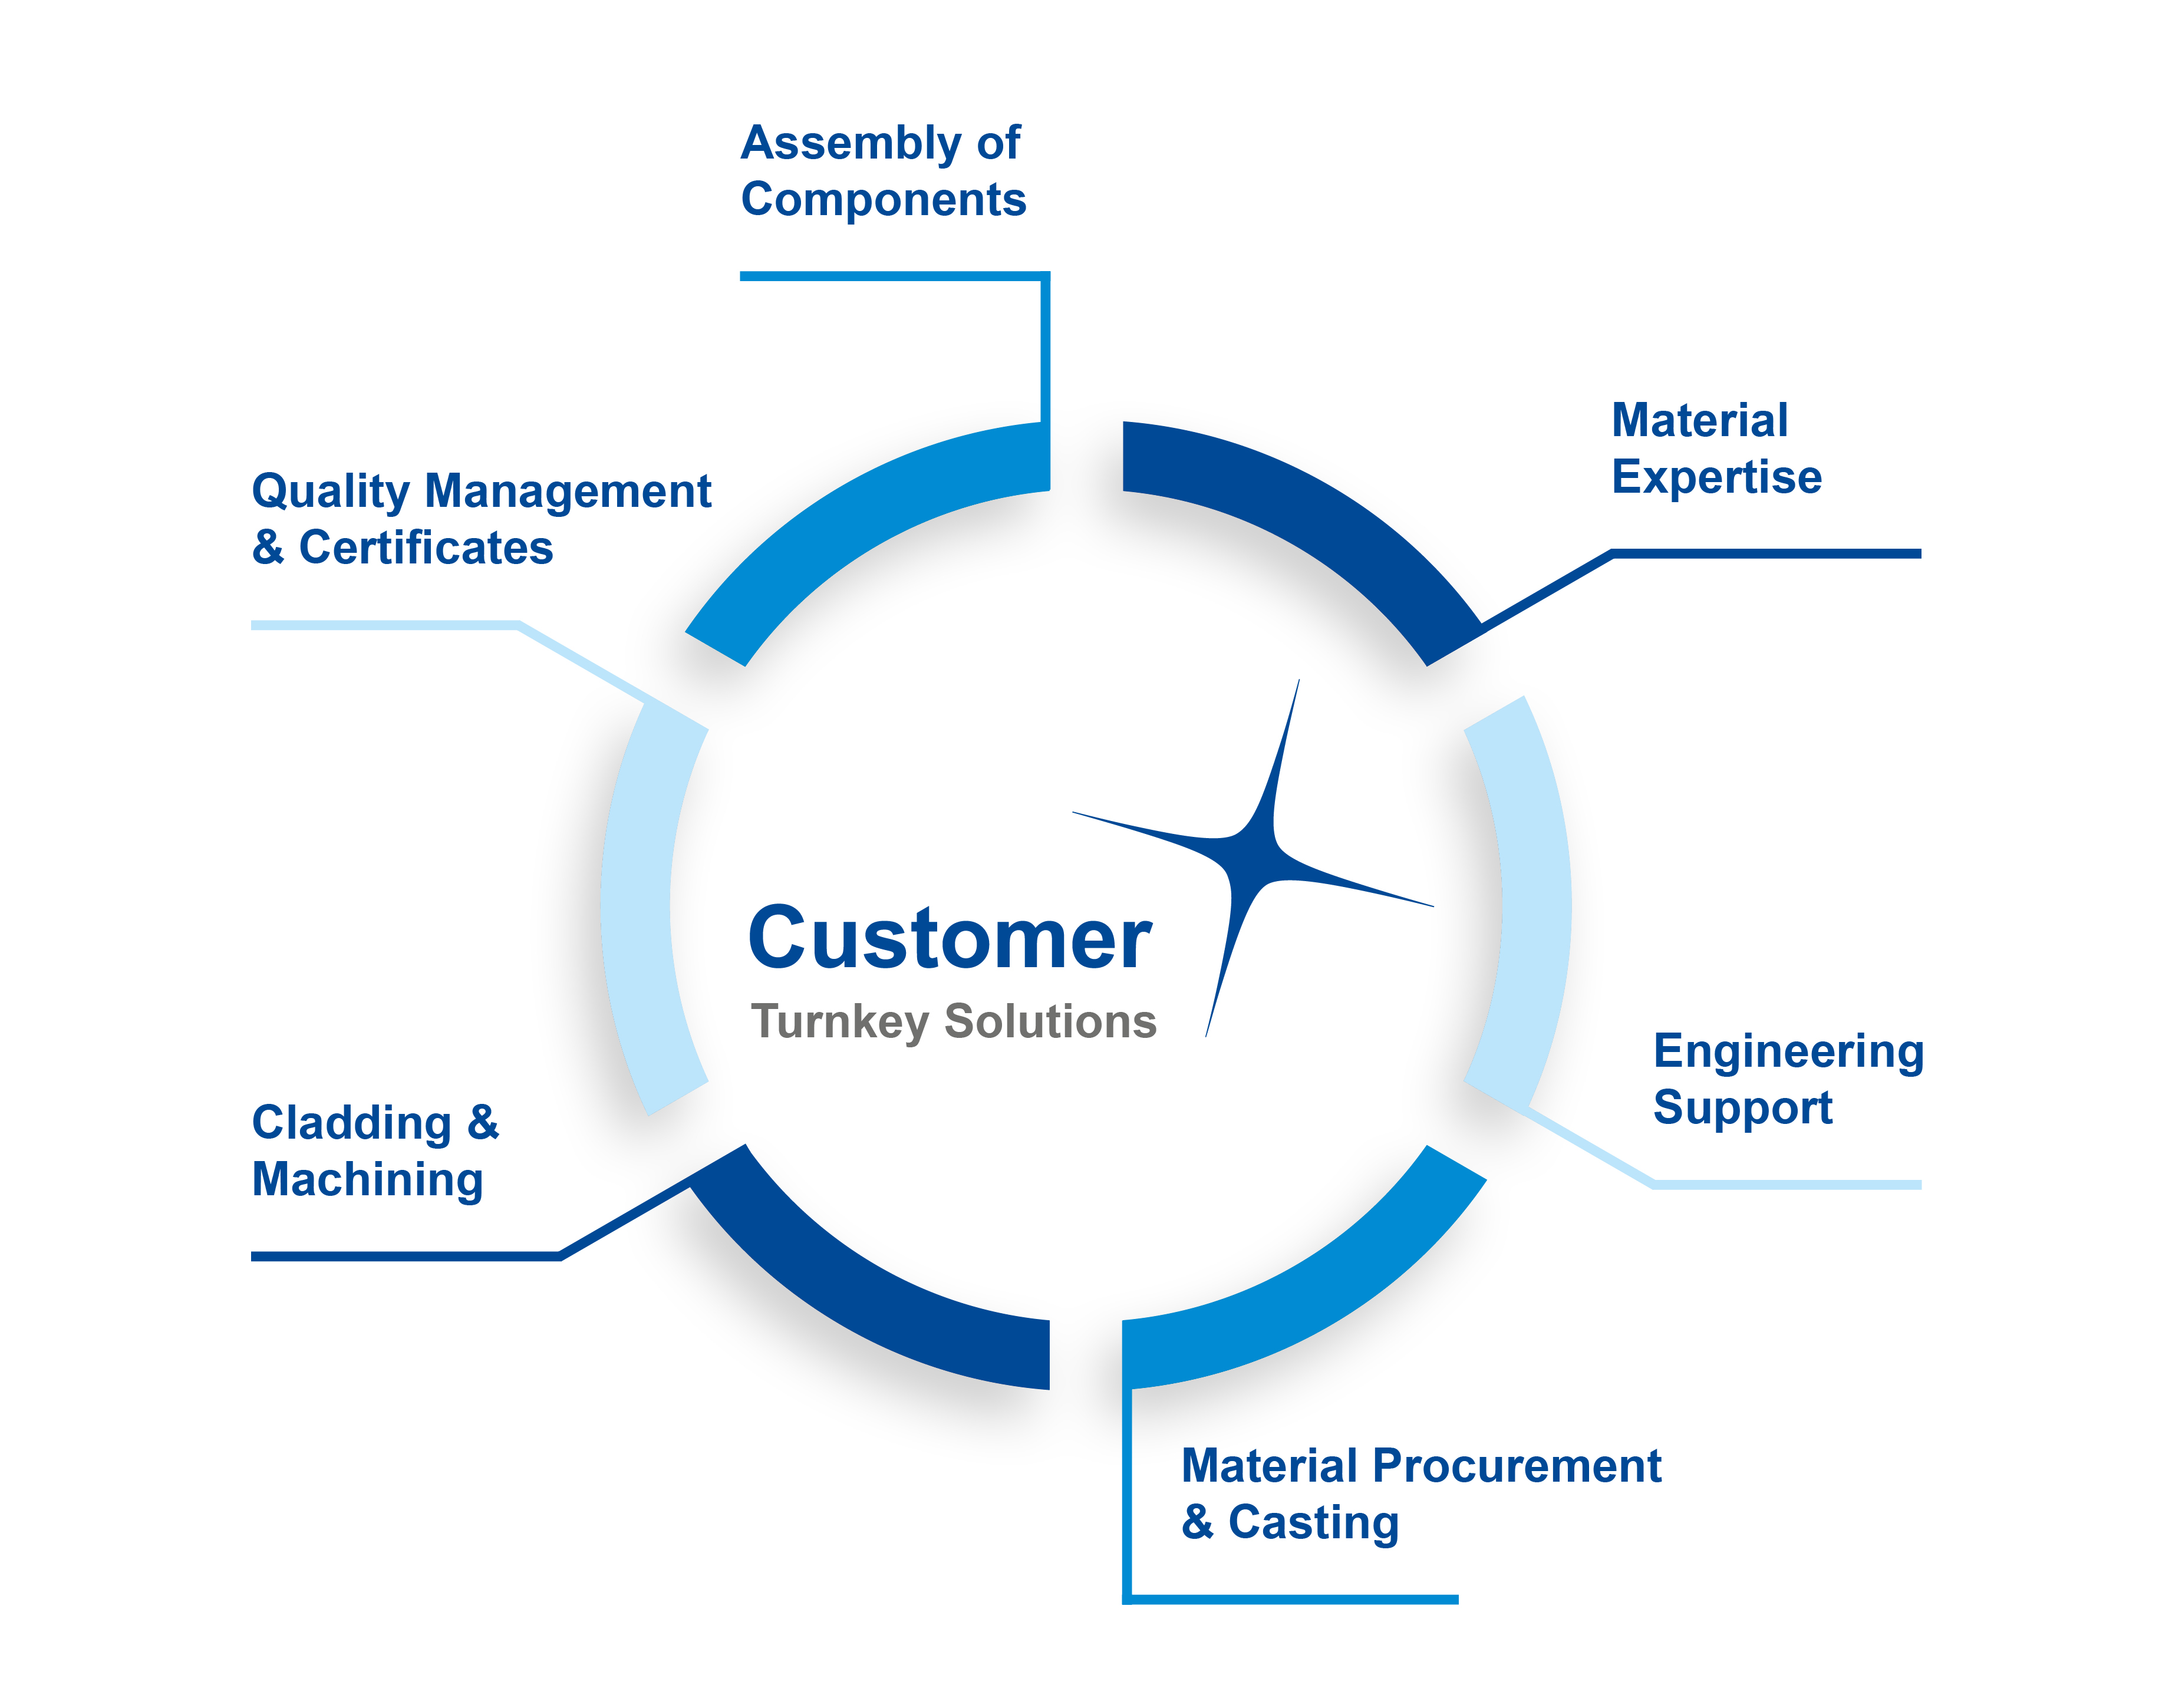 Assembly of
Components
Material
Expertise
Quality Management
& Certificates
Customer
Turnkey Solutions
Engineering
Support
Cladding &
Machining
Material Procurement
& Casting